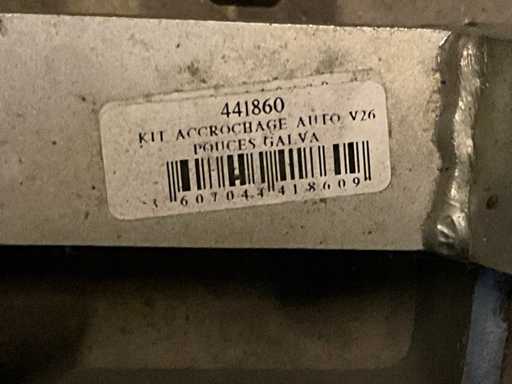 441860
KIT ACCROCHAGE AUTO V26
POUCES GALVA
3 607044 418609